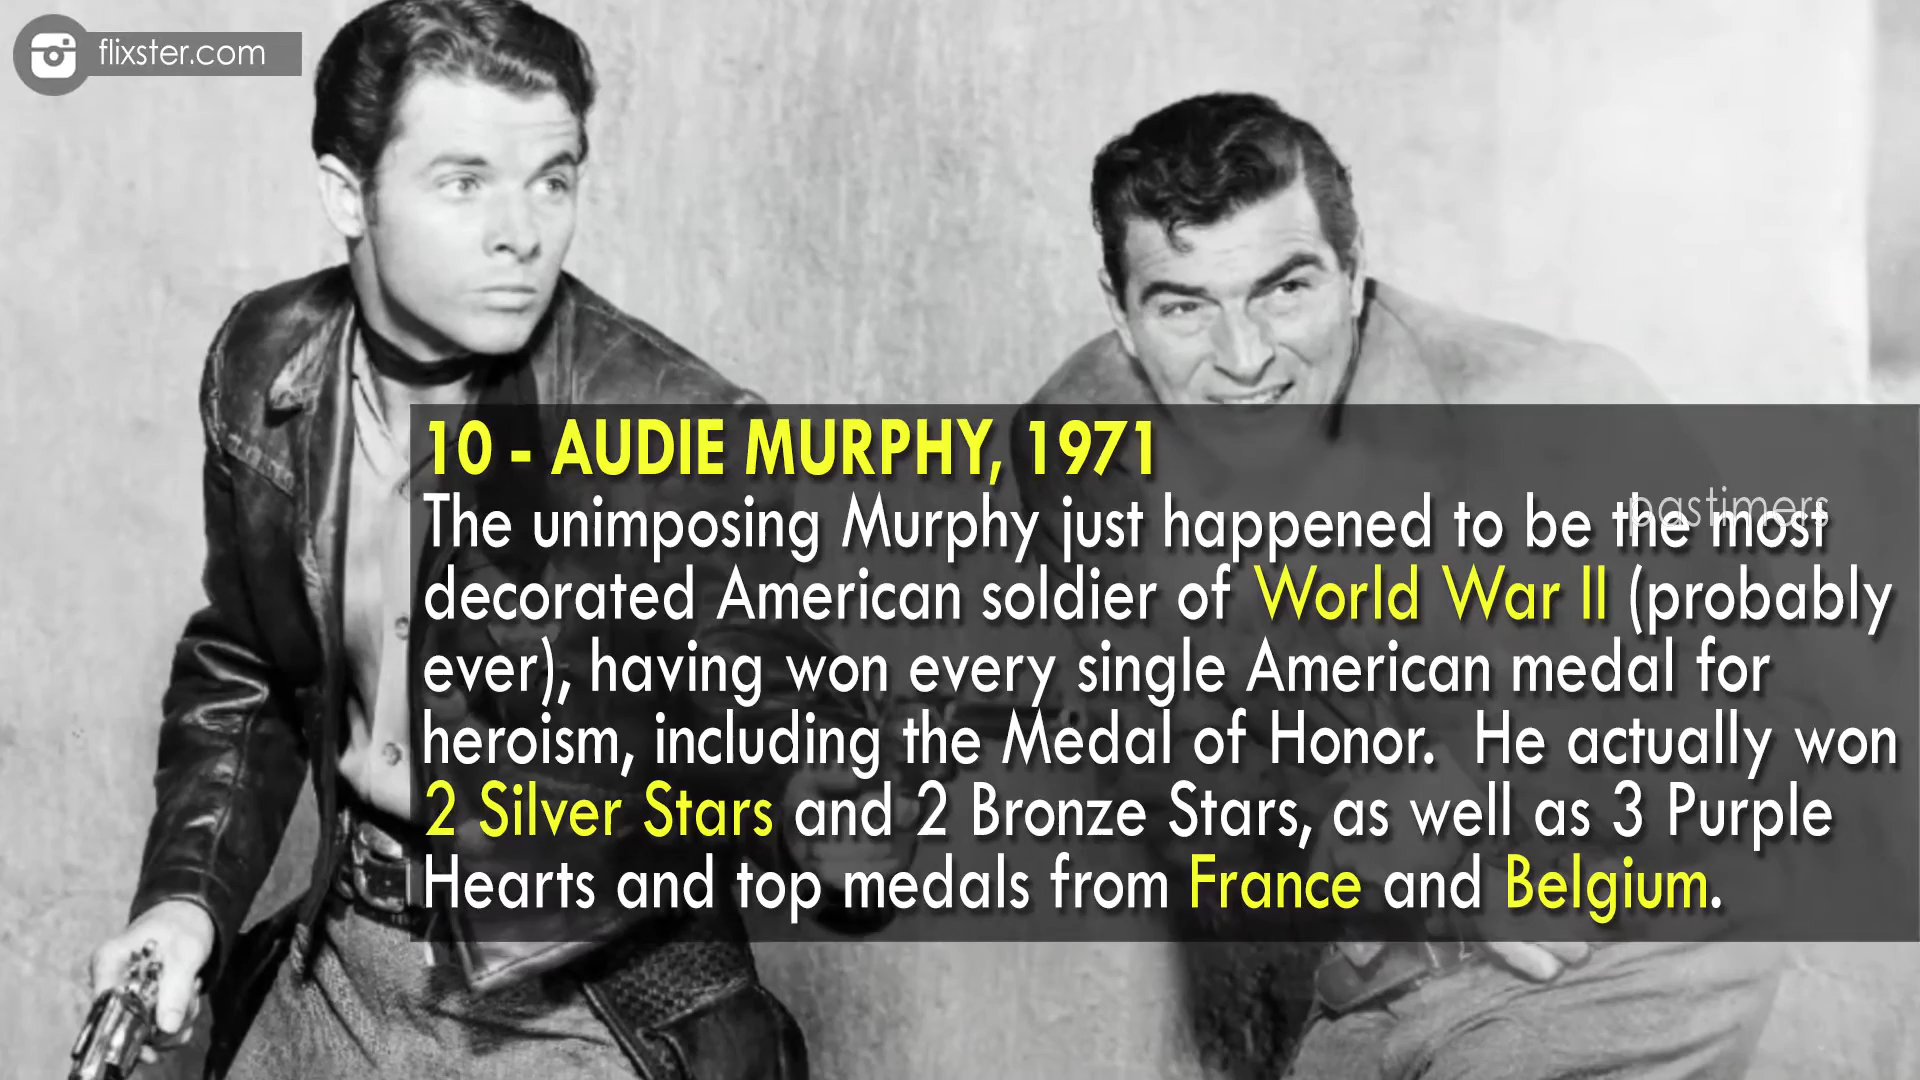 flixster.com
10 - AUDIE MURPHY, 1971
pastimers
The unimposing Murphy just happened to be the most
decorated American soldier of World War II (probably
ever), having won every single American medal for
heroism, including the Medal of Honor.  He actually won
2 Silver Stars and 2 Bronze Stars, as well as 3 Purple
Hearts and top medals from France and Belgium.